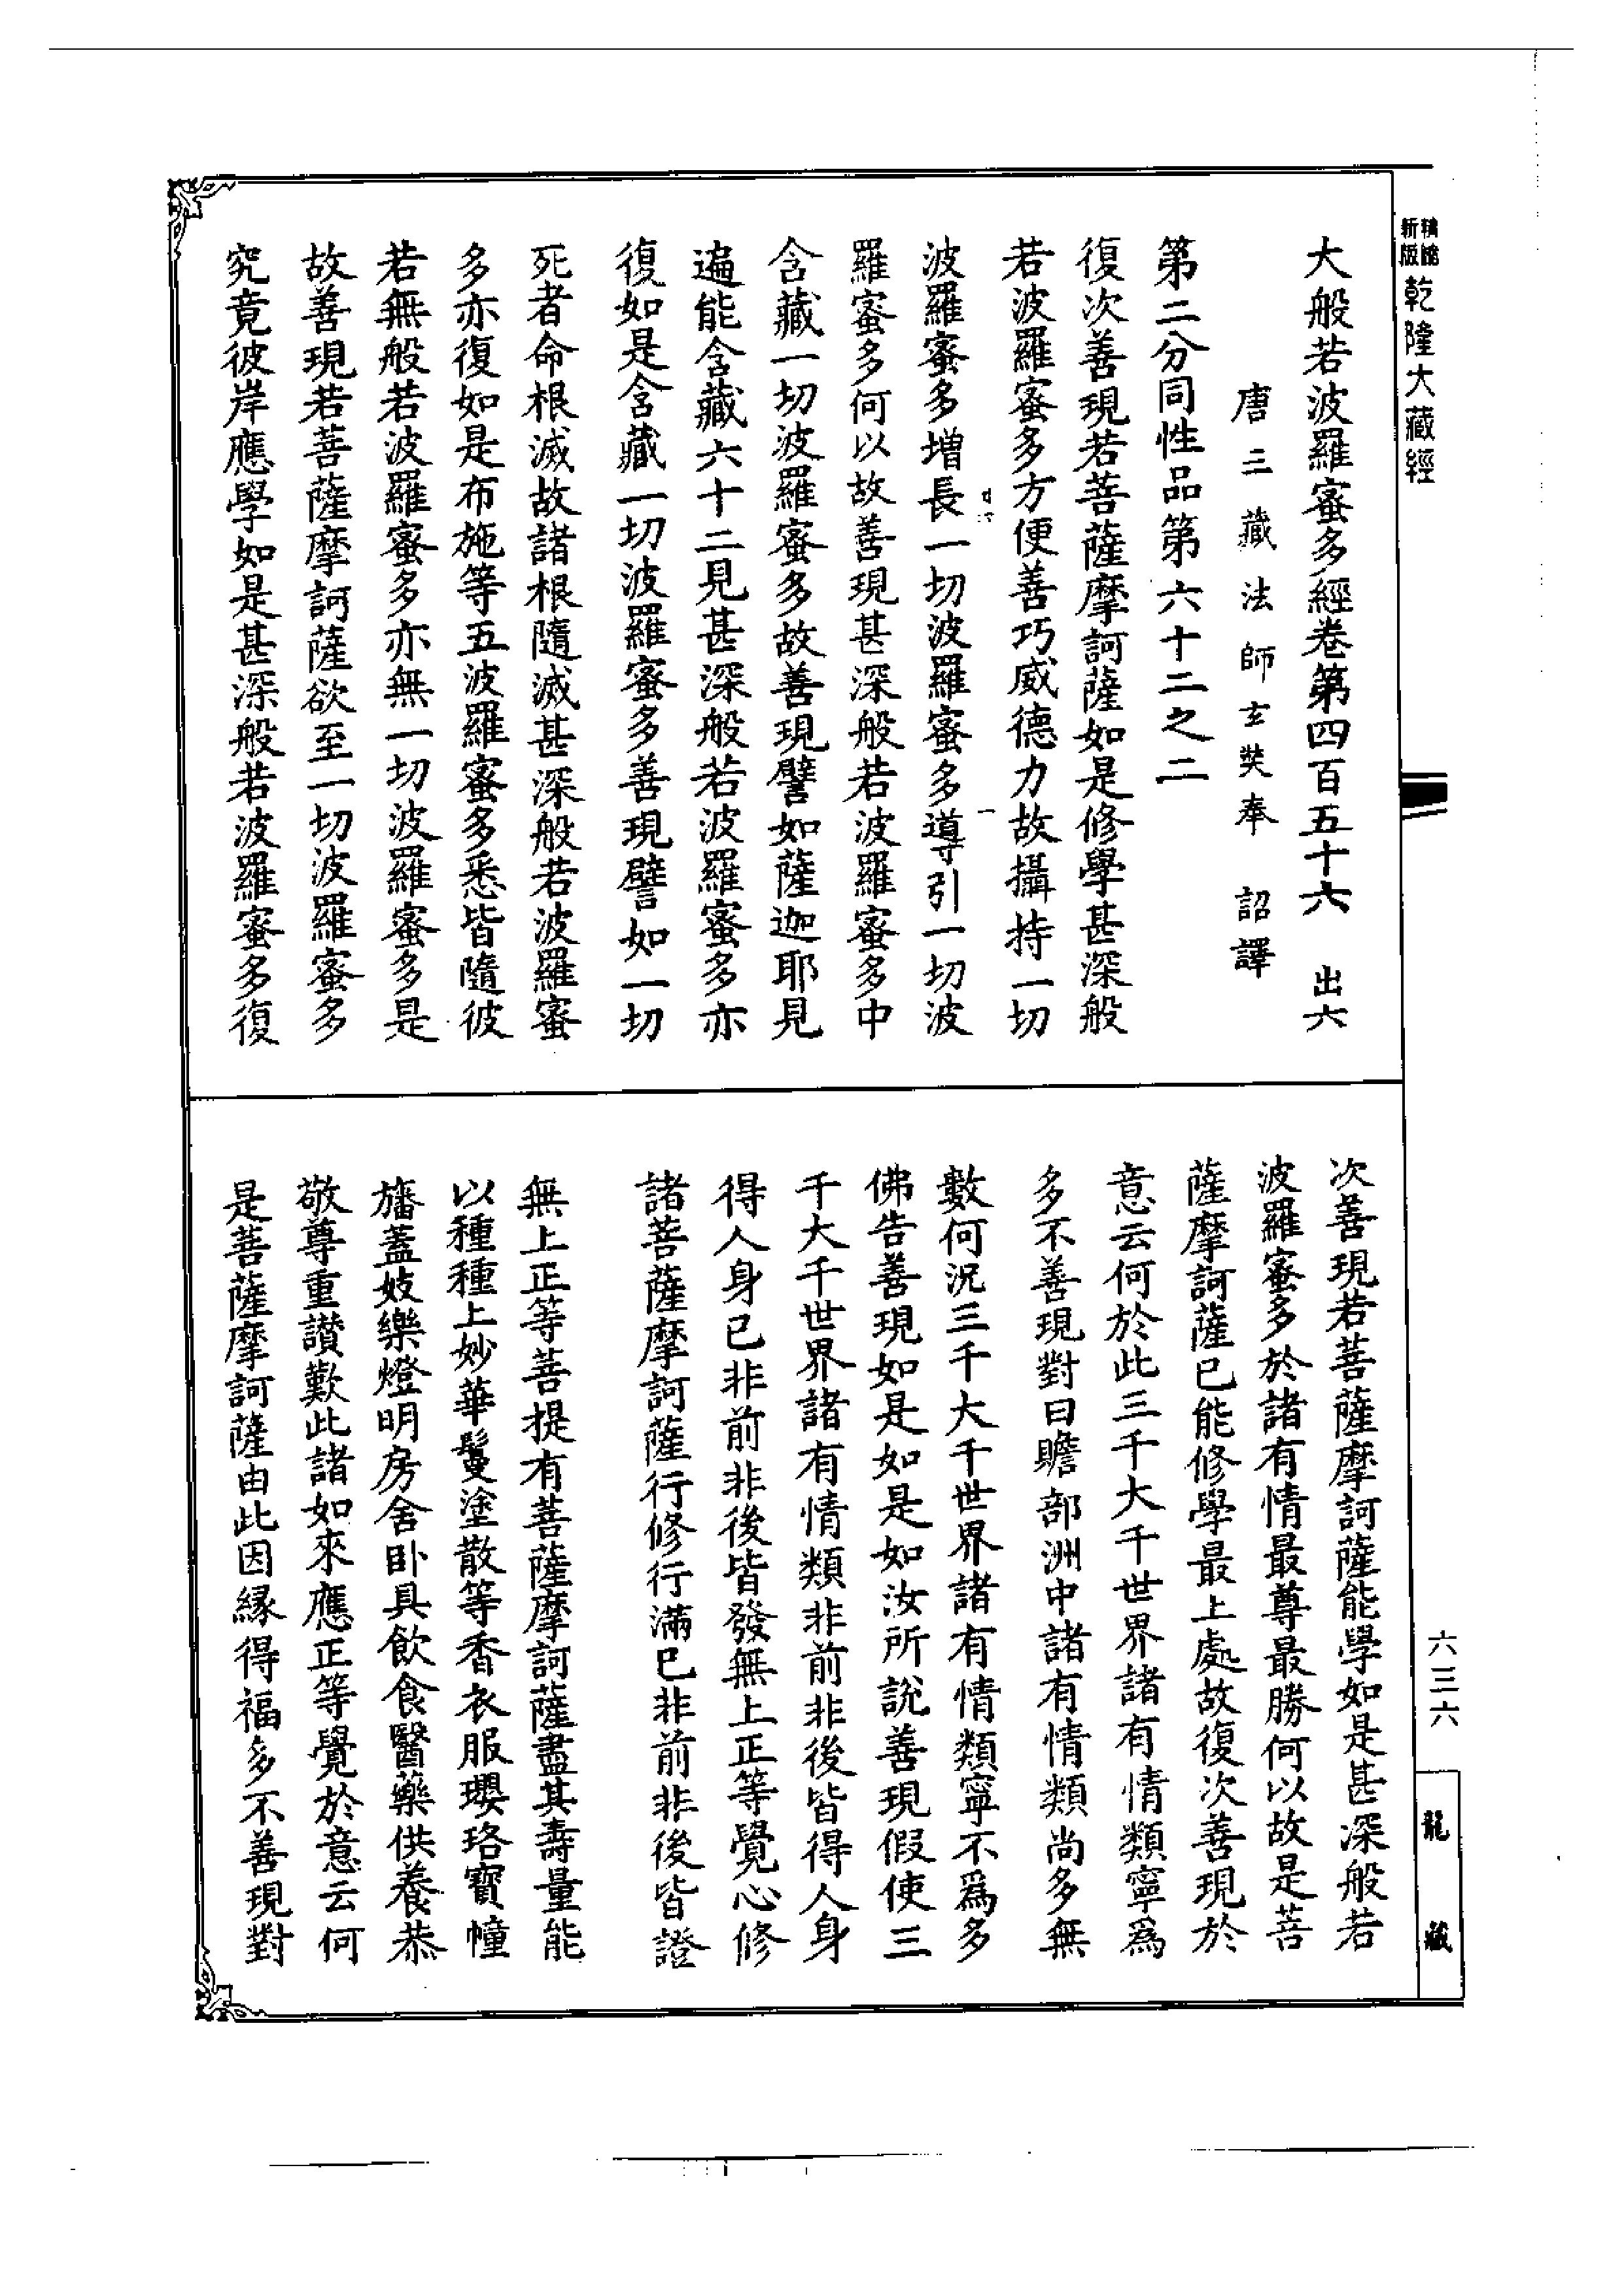 精縮新版乾隆大藏經
大般若波羅蜜多經卷第四百五十六　出六
唐三藏法師玄奘奉　詔譯
第二分同性品第六十二之二
復次善現若菩薩摩訶薩如是修學甚深般
若波羅蜜多方便善巧威德力故攝持一切
波羅蜜多增長一切波羅蜜多導引一切波
羅蜜多何以故善現甚深般若波羅蜜多中
含藏一切波羅蜜多故善現譬如薩迦耶見
遍能含藏六十二見甚深般若波羅蜜多亦
復如是含藏一切波羅蜜多善現譬如一切
死者命根滅故諸根隨滅甚深般若波羅蜜
多亦復如是布施等五波羅蜜多悉皆隨彼
若無般若波羅蜜多亦無一切波羅蜜多是
故善現若菩薩摩訶薩欲至一切波羅蜜多
究竟彼岸應學如是甚深般若波羅蜜多復
次善現若菩薩摩訶薩能學如是甚深般若
波羅蜜多於諸有情最尊最勝何以故是菩
薩摩訶薩已能修學最上處故復次善現於
意云何於此三千大千世界諸有情類寧爲
多不善現對曰贍部洲中諸有情類尚多無
數何況三千大千世界諸有情類寧不爲多
佛告善現如是如是如汝所說善現假使三
千大千世界諸有情類非前非後皆得人身
得人身已非前非後皆發無上正等覺心修
諸菩薩摩訶薩行修行滿已非前非後皆證
無上正等菩提有菩薩摩訶薩盡其壽量能
以種種上妙華鬘塗散等香衣服瓔珞寶幢
旛蓋妓樂燈明房舍臥具飲食醫藥供養恭
敬尊重讚歎此諸如來應正等覺於意云何
是菩薩摩訶薩由此因緣得福多不善現對
六三六
龍藏